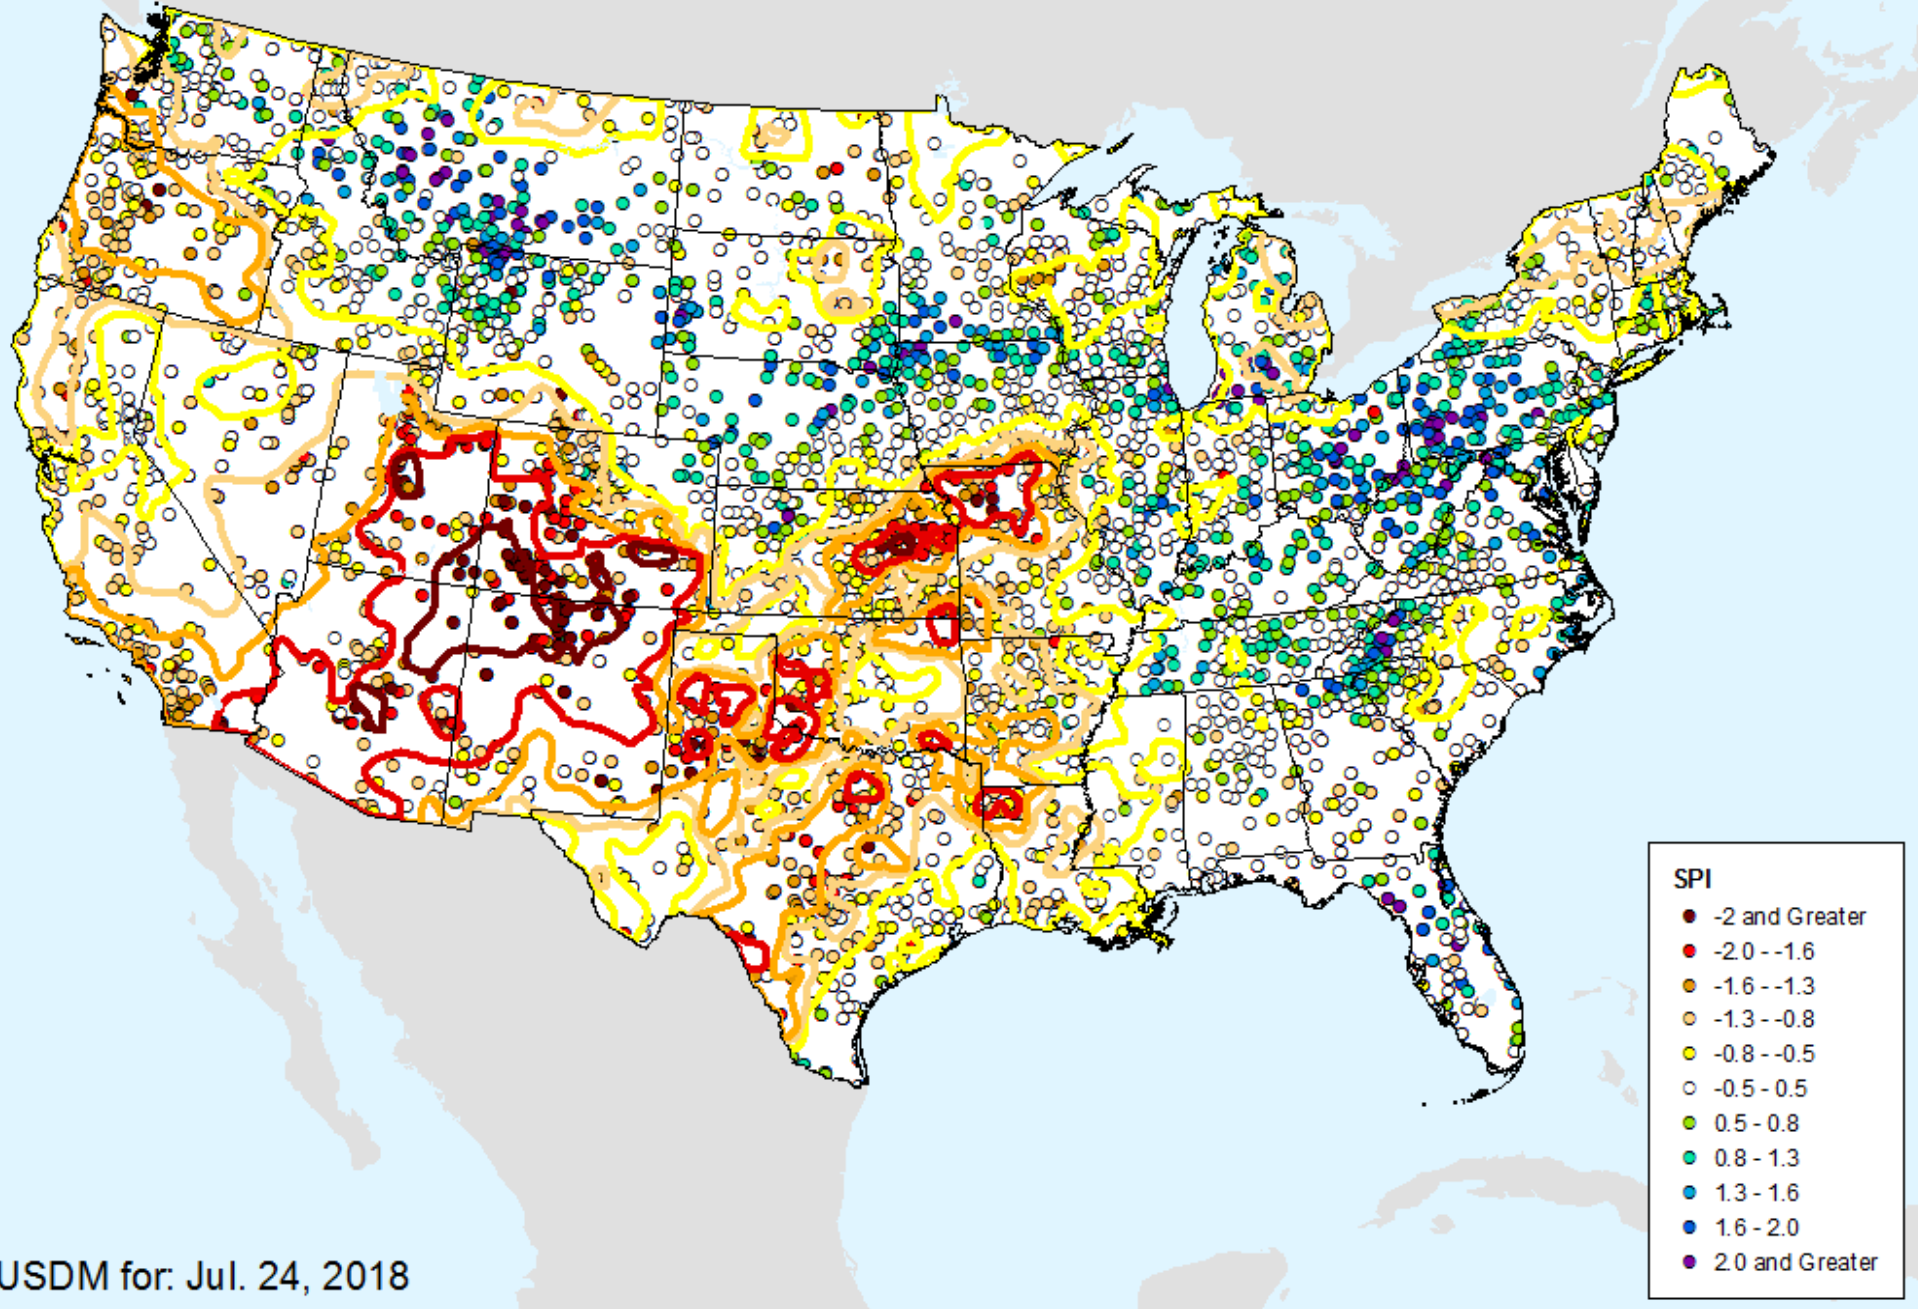 SPI
-2 and Greater
-2.0 - -1.6
-1.6 - -1.3
-1.3 - -0.8
-0.8 - -0.5
-0.5 - 0.5
0.5 - 0.8
0.8 - 1.3
1.3 - 1.6
1.6 - 2.0
2.0 and Greater
USDM for: Jul. 24, 2018